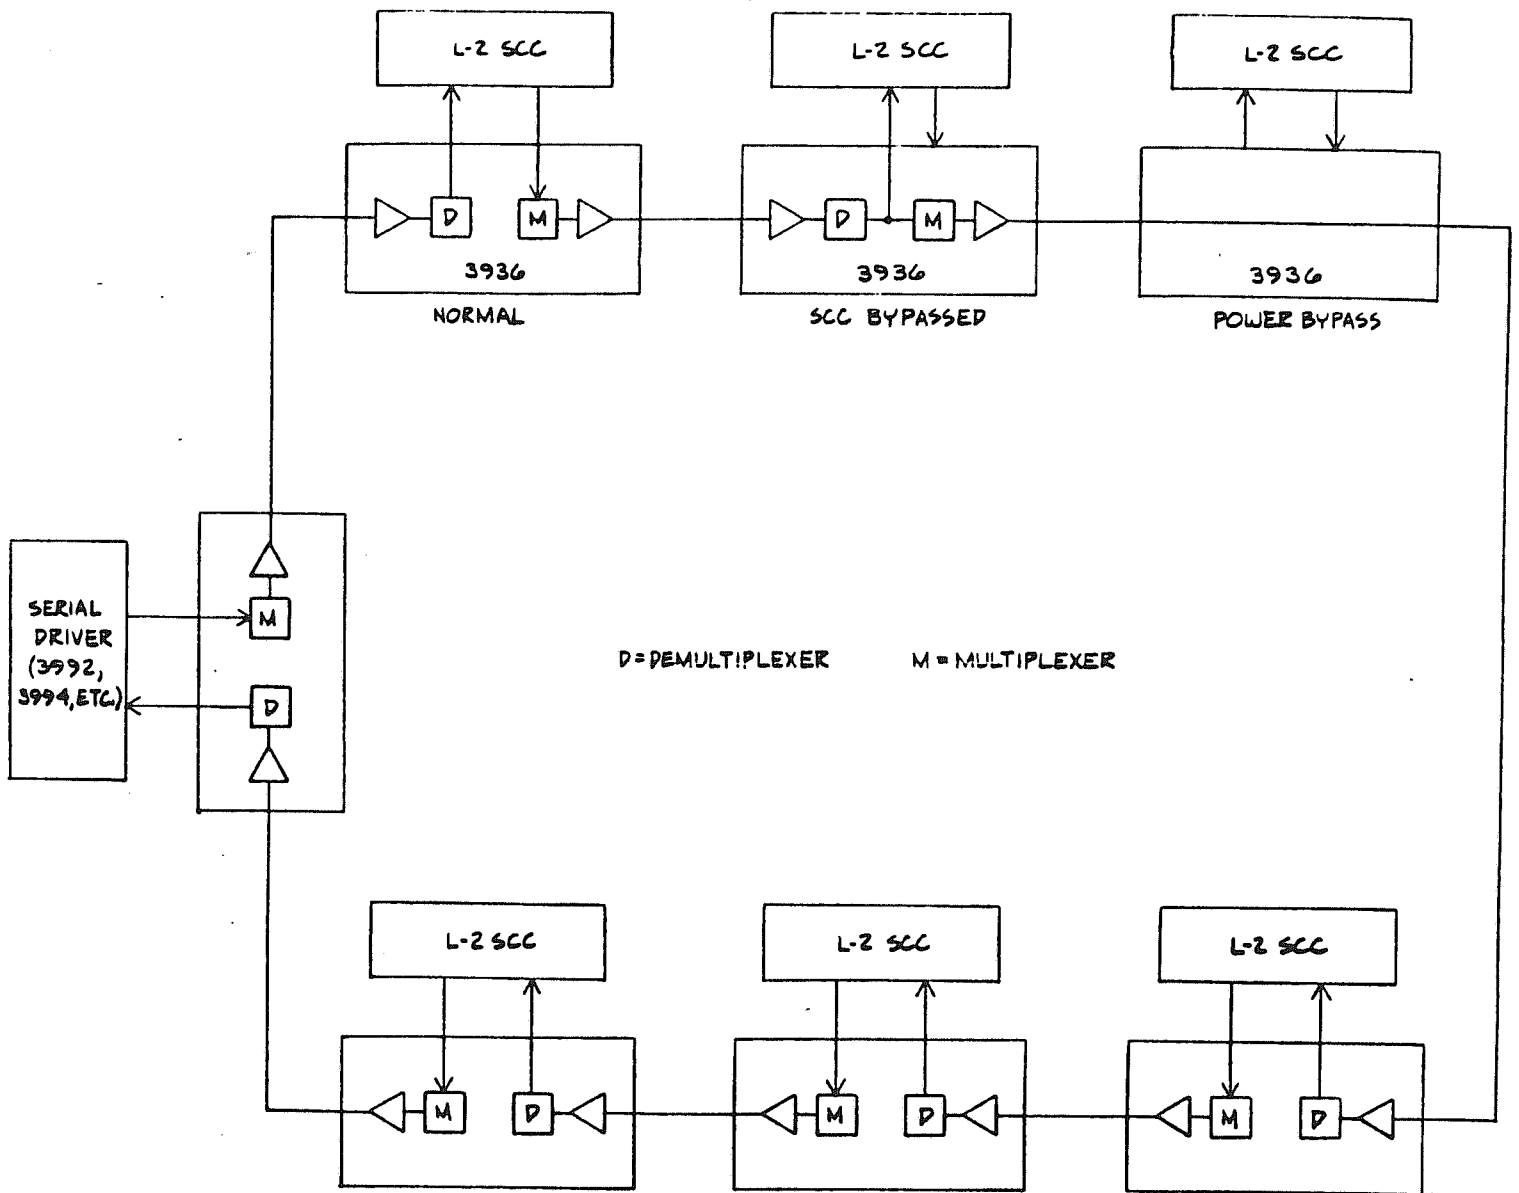 L-2 SCC
L-2 SCC
L-2 SCC
D
M
3936
NORMAL
D
M
3936
SCC BYPASSED
3936
POWER BYPASS
SERIAL
DRIVER
(3992,
3994, ETC.)
M
D
D = DEMULTIPLEXER
M = MULTIPLEXER
L-2 SCC
L-2 SCC
L-2 SCC
M
D
M
D
M
D